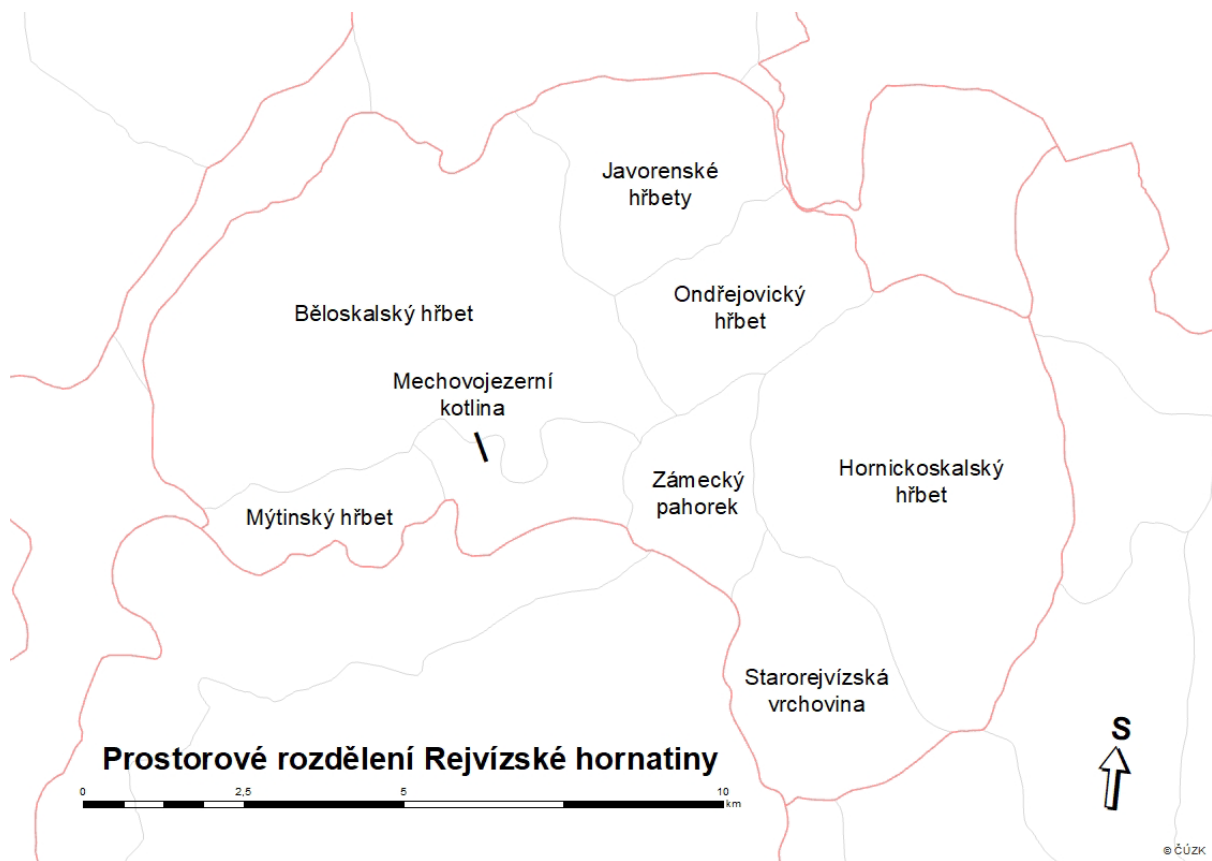 Javorenské
hřbety
Ondřejovický
hřbet
Běloskalský hřbet
Mechovojezerní
kotlina
Zámecký
pahorek
Hornickoskalský
hřbet
Mýtinský hřbet
Starorejvízská
vrchovina
S
Prostorové rozdělení Rejvízské hornatiny
0 2,5 5 10
km
© ČÚZK